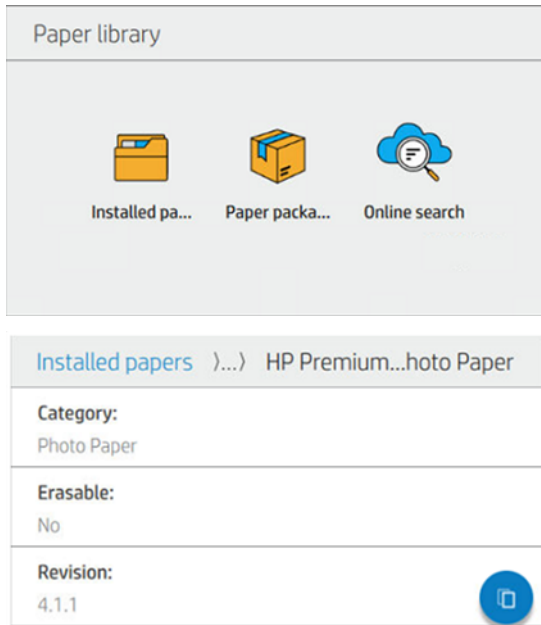 Paper library
Installed pa... Paper packa... Online search
Installed papers ⟩...⟩ HP Premium...hoto Paper
Category:
Photo Paper
Erasable:
No
Revision:
4.1.1